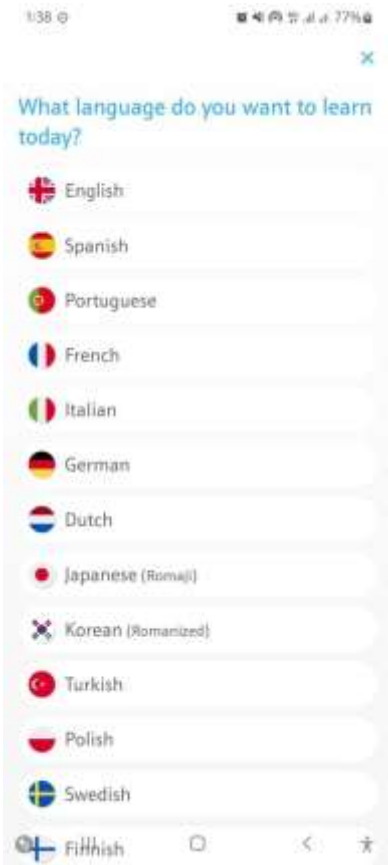 1:38
77%
What language do you want to learn
today?
English
Spanish
Portuguese
French
Italian
German
Dutch
Japanese (Romaji)
Korean (Romanized)
Turkish
Polish
Swedish
Finnish